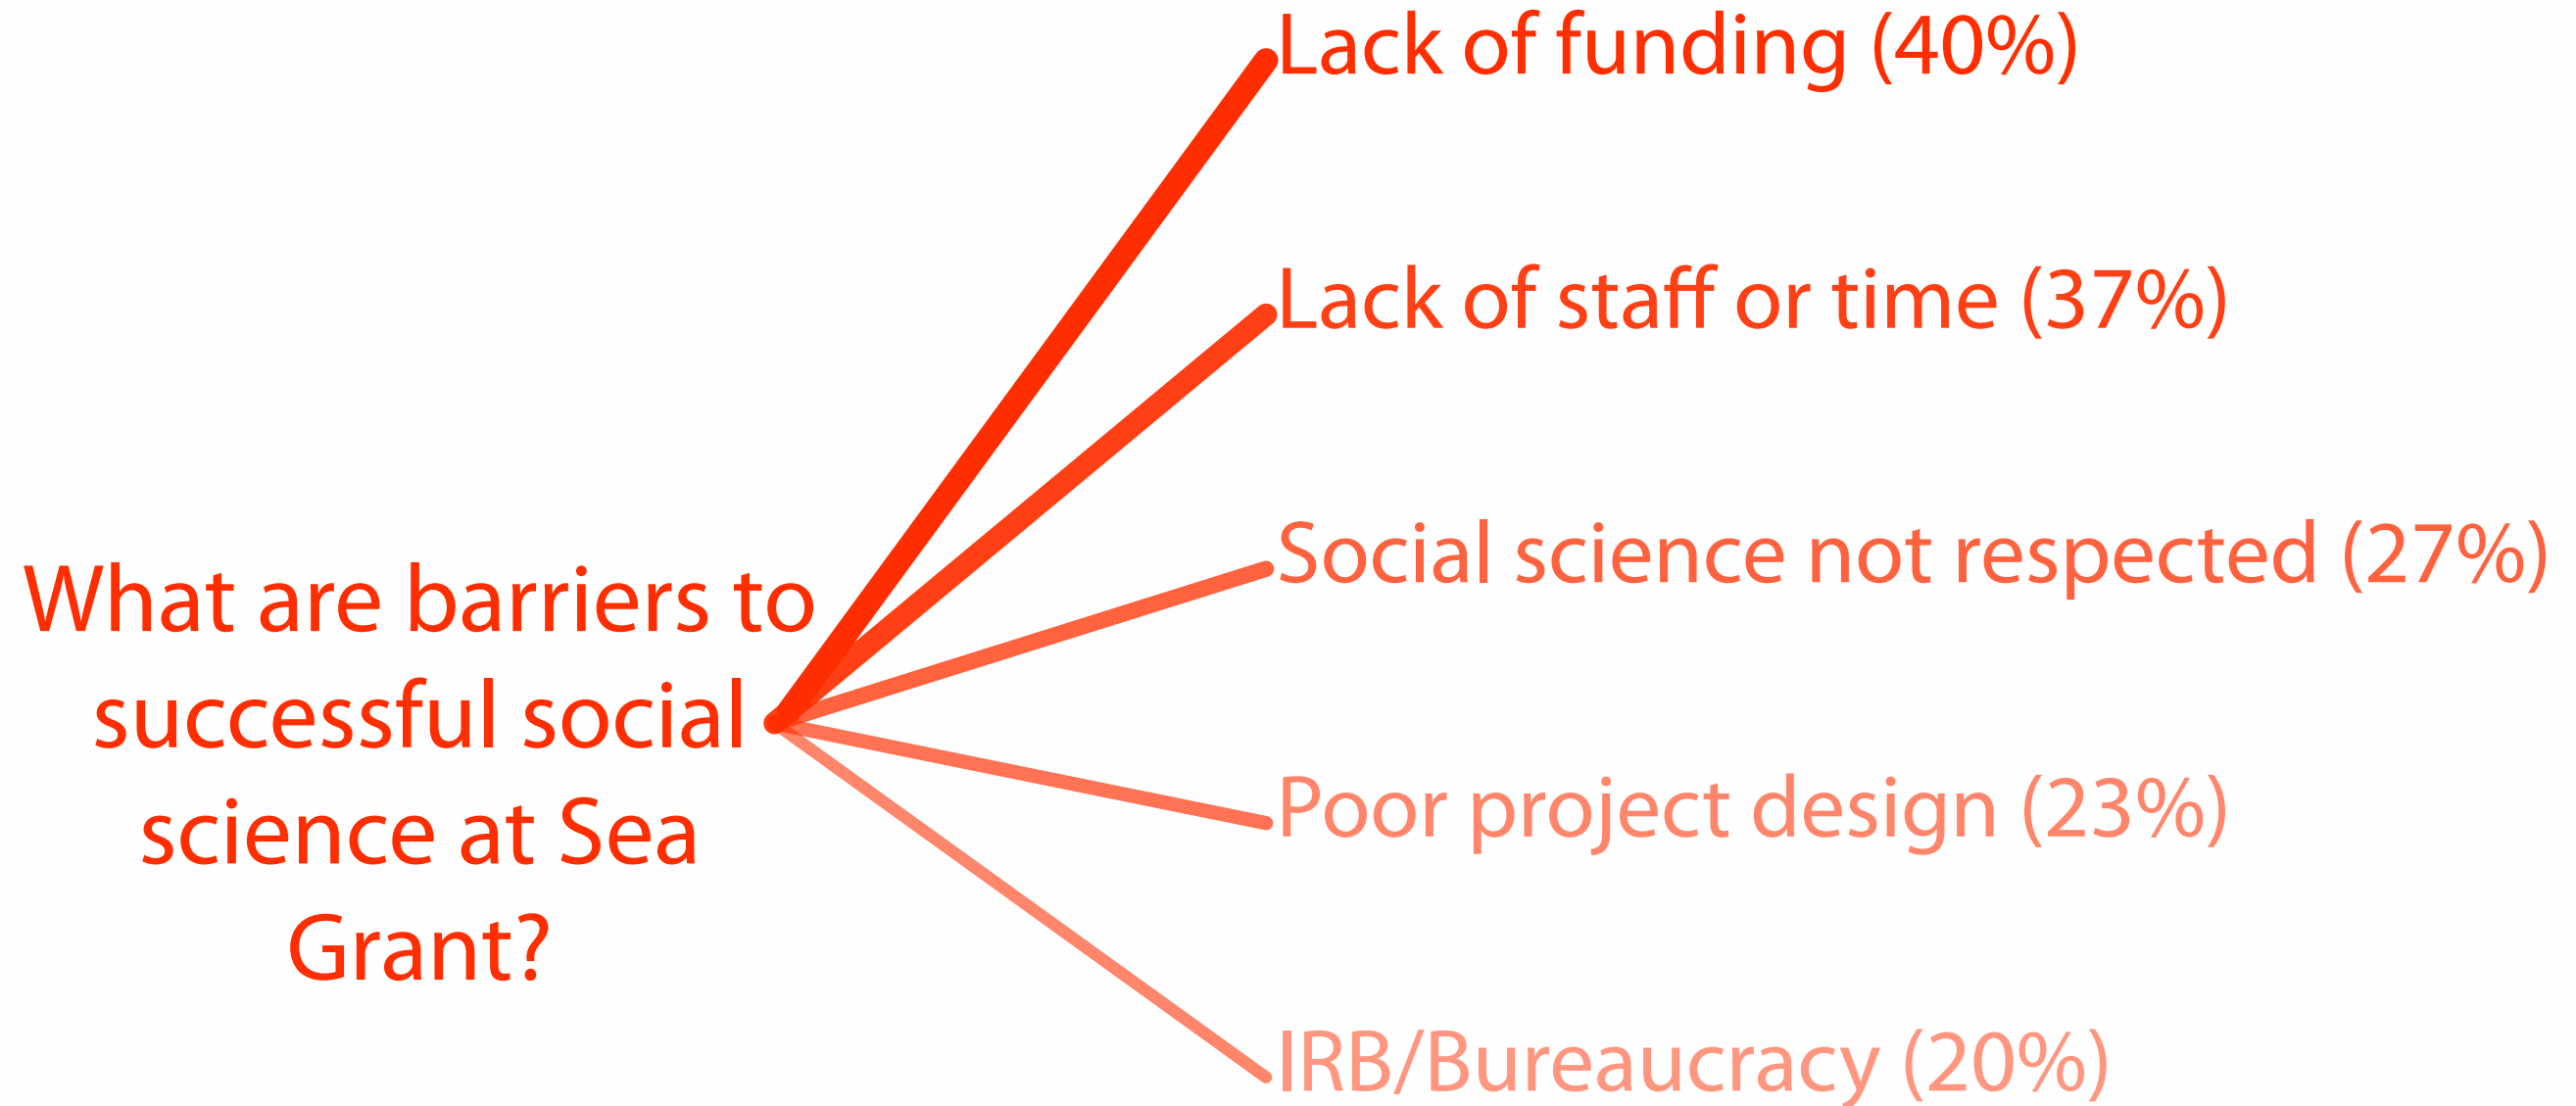 What are barriers to
successful social
science at Sea
Grant?
Lack of funding (40%)
Lack of staff or time (37%)
Social science not respected (27%)
Poor project design (23%)
IRB/Bureaucracy (20%)